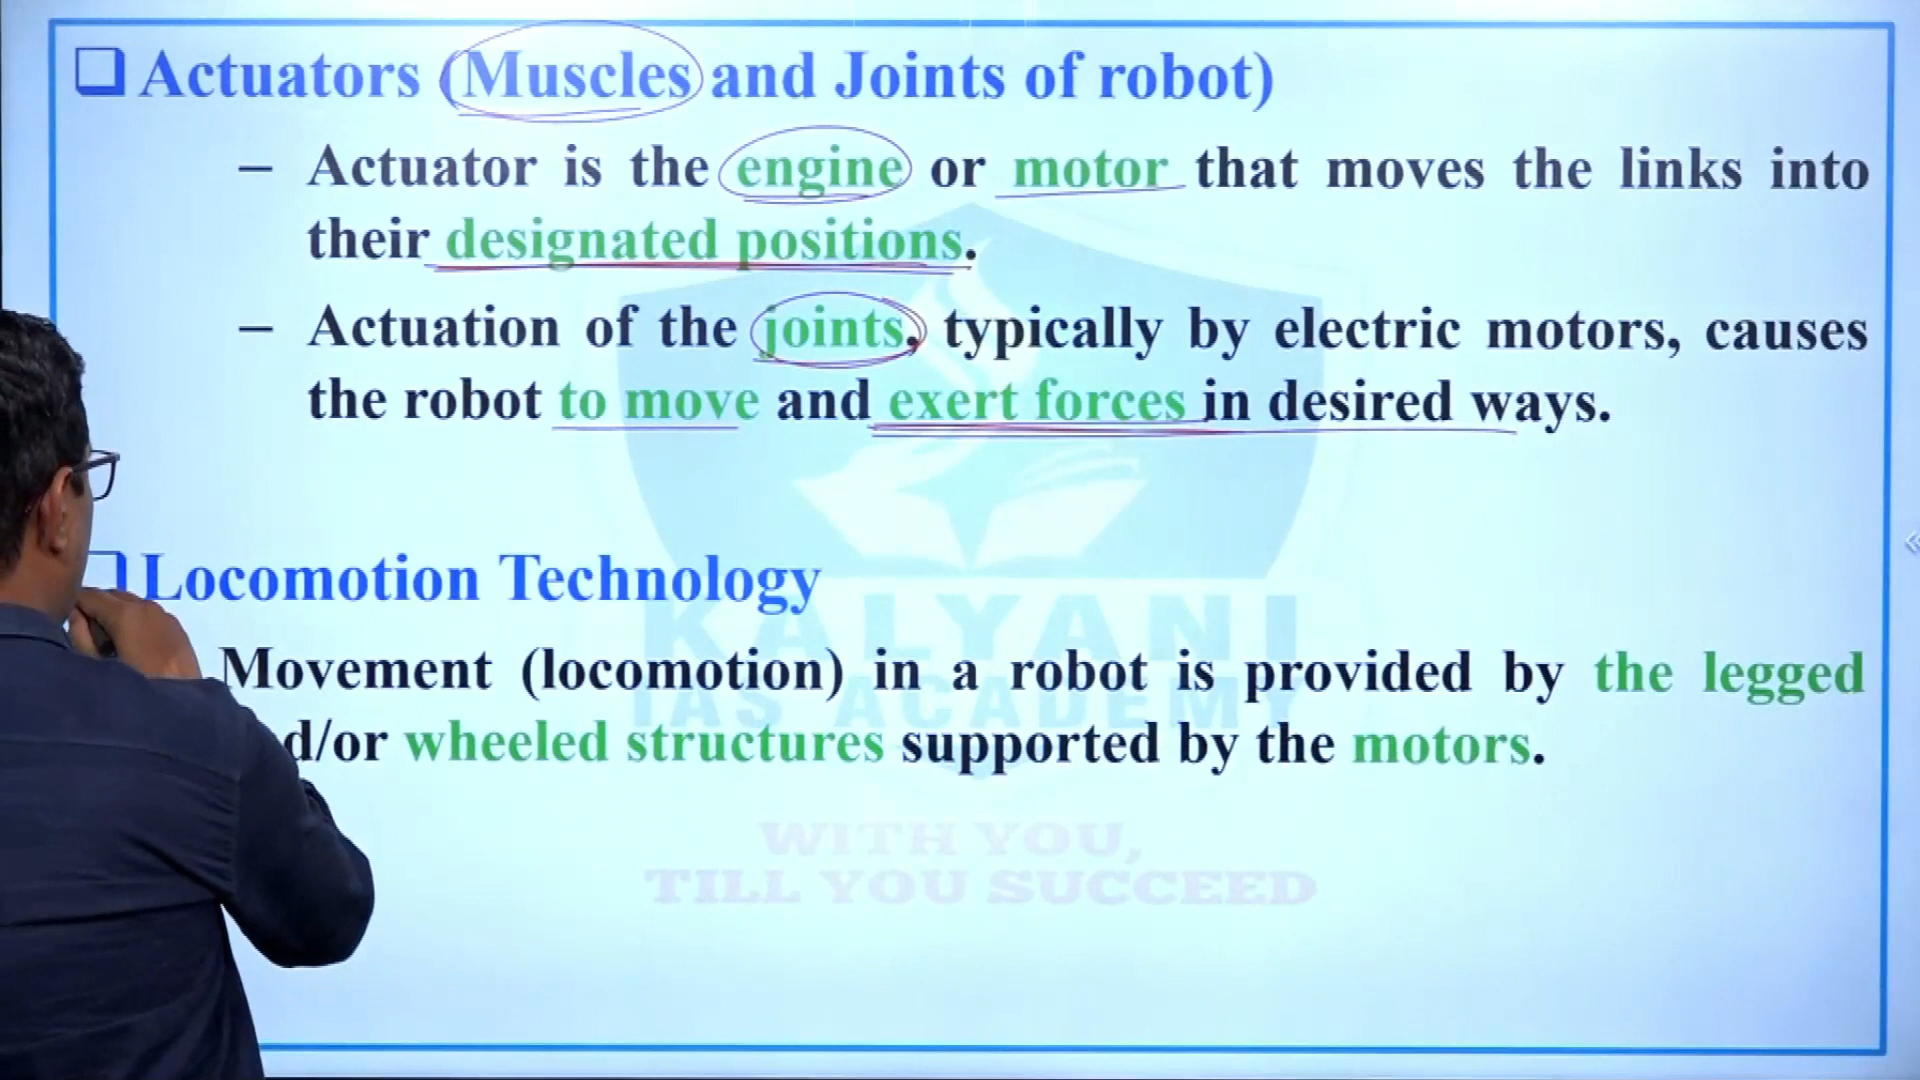 Actuators (Muscles and Joints of robot)
– Actuator is the engine or motor that moves the links into
their designated positions.
– Actuation of the joints, typically by electric motors, causes
the robot to move and exert forces in desired ways.
Locomotion Technology
Movement (locomotion) in a robot is provided by the legged
d/or wheeled structures supported by the motors.
KALYANI
IAS ACADEMY
WITH YOU,
TILL YOU SUCCEED